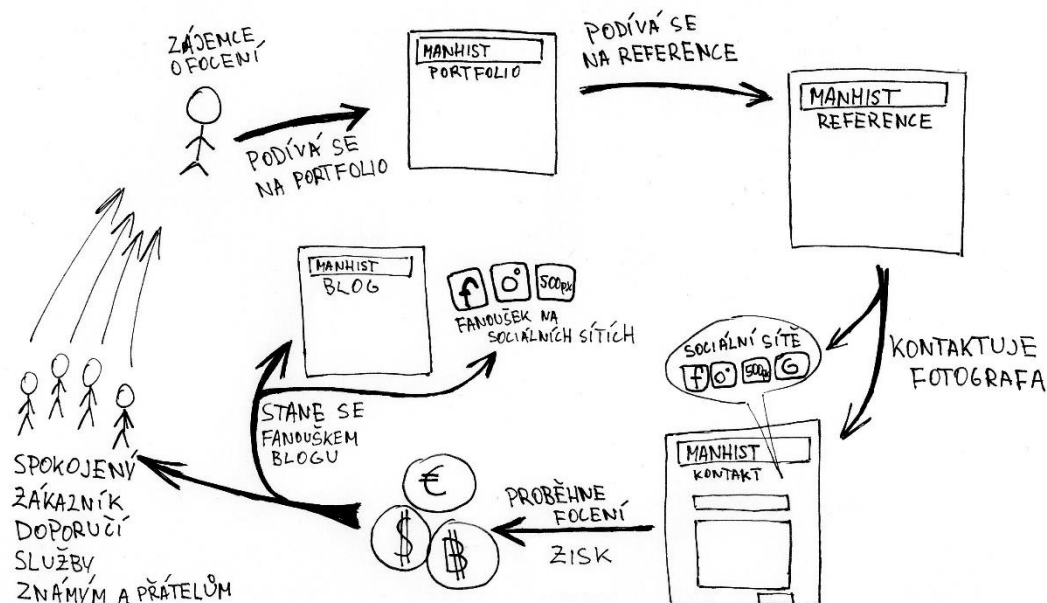 ZÁJEMCE
O FOCENÍ
PODÍVÁ SE
NA PORTFOLIO
MANHIST
PORTFOLIO
PODÍVÁ SE
NA REFERENCE
MANHIST
REFERENCE
KONTAKTUJE
FOTOGRAFA
SOCIÁLNÍ SÍTĚ
f
500px
G
MANHIST
KONTAKT
PROBĚHNE
FOCENÍ
ZISK
€
$
B
STANE SE
FANOUŠKEM
BLOGU
MANHIST
BLOG
f
500px
FANOUŠEK NA
SOCIÁLNÍCH SÍTÍCH
SPOKOJENÝ
ZÁKAZNÍK
DOPORUČÍ
SLUŽBY
ZNÁMÝM A PŘÁTELŮM